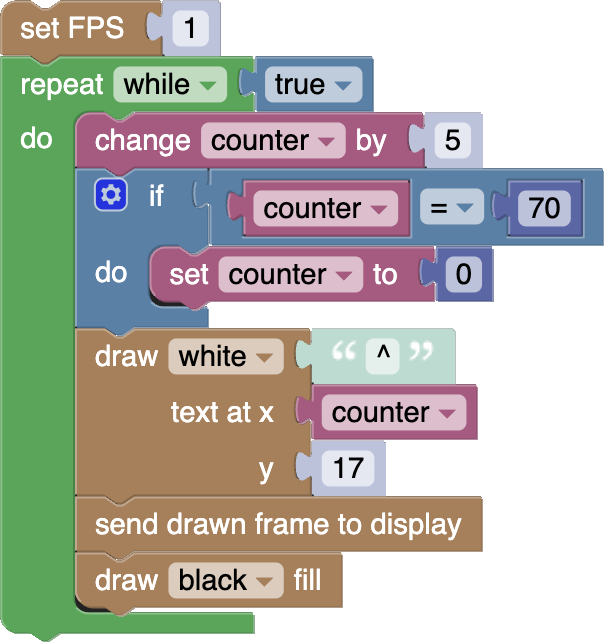 set FPS 1
repeat while true
do change counter by 5
if counter = 70
do set counter to 0
draw white “ ^ ”
text at x counter
y 17
send drawn frame to display
draw black fill